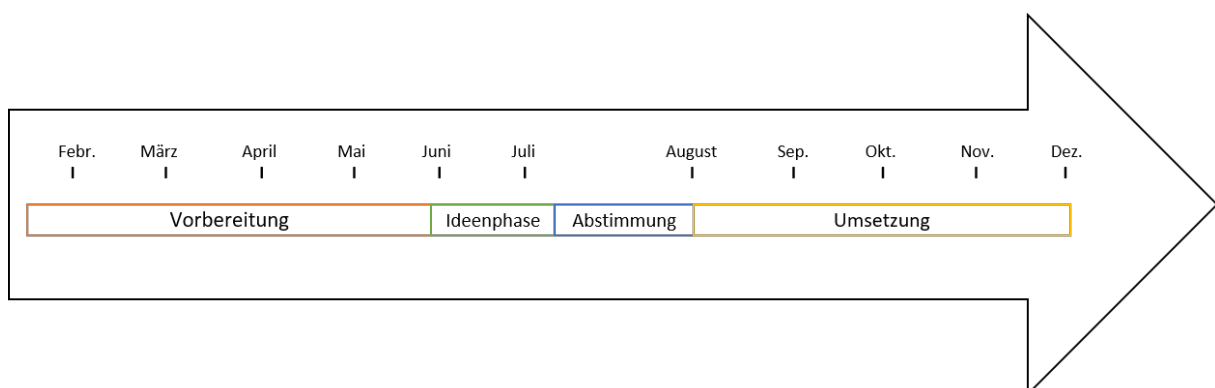 Febr. März April Mai Juni Juli August Sep. Okt. Nov. Dez.
Vorbereitung Ideenphase Abstimmung Umsetzung